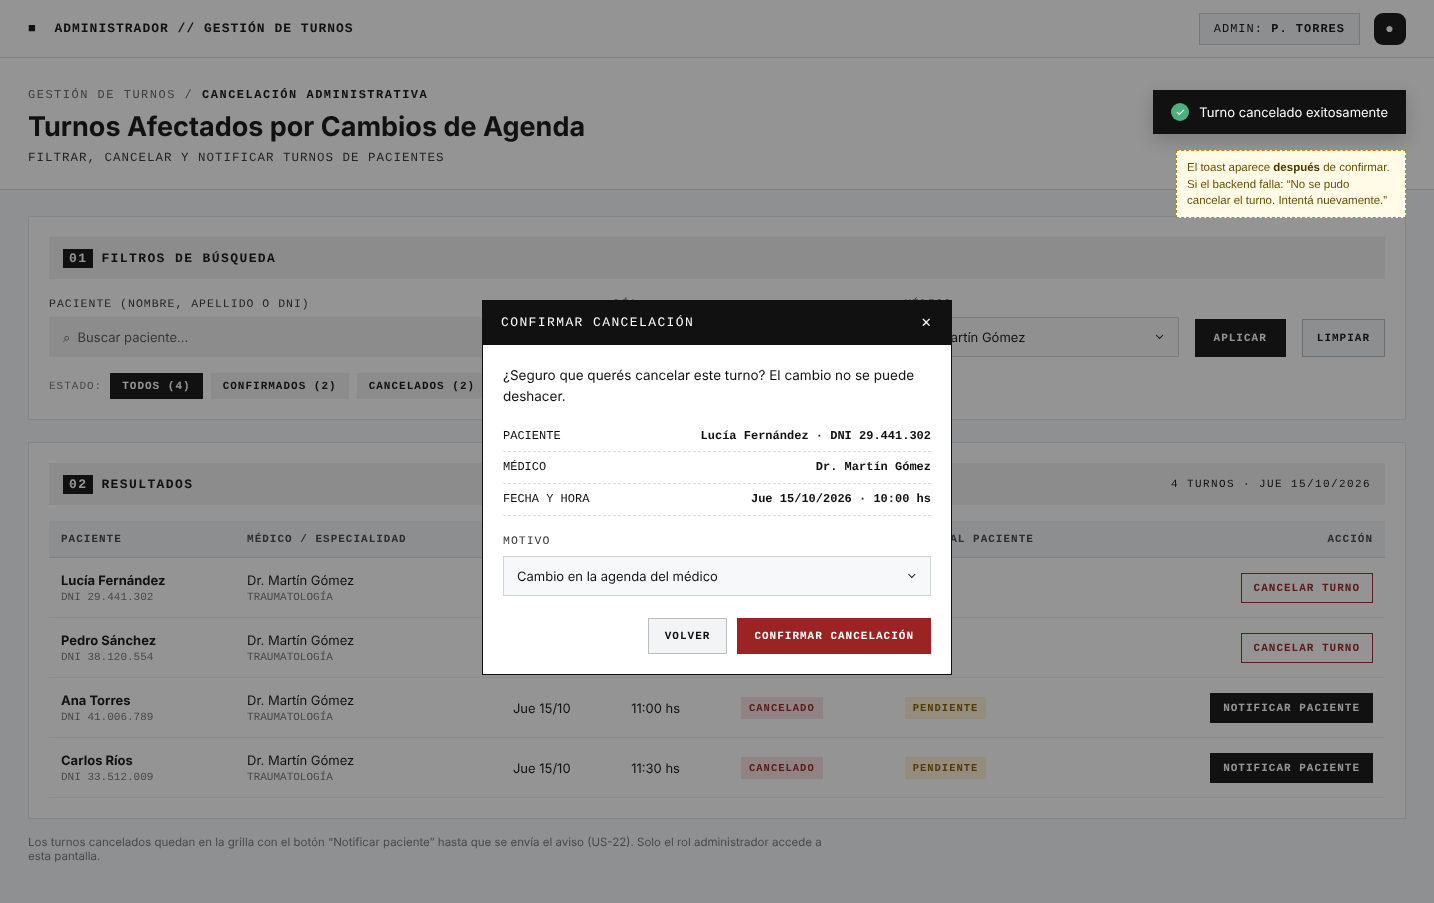 ADMINISTRADOR // GESTIÓN DE TURNOS
ADMIN: P. TORRES
GESTIÓN DE TURNOS / CANCELACIÓN ADMINISTRATIVA
Turnos Afectados por Cambios de Agenda
FILTRAR, CANCELAR Y NOTIFICAR TURNOS DE PACIENTES
Turno cancelado exitosamente
El toast aparece después de confirmar.
Si el backend falla: “No se pudo
cancelar el turno. Intentá nuevamente.”
01 FILTROS DE BÚSQUEDA
PACIENTE (NOMBRE, APELLIDO O DNI)
Buscar paciente...
artín Gómez
APLICAR
LIMPIAR
ESTADO: TODOS (4) CONFIRMADOS (2) CANCELADOS (2)
CONFIRMAR CANCELACIÓN ×
¿Seguro que querés cancelar este turno? El cambio no se puede
deshacer.
PACIENTE Lucía Fernández · DNI 29.441.302
MÉDICO Dr. Martín Gómez
FECHA Y HORA Jue 15/10/2026 · 10:00 hs
MOTIVO
Cambio en la agenda del médico
VOLVER CONFIRMAR CANCELACIÓN
02 RESULTADOS
4 TURNOS · JUE 15/10/2026
PACIENTE MÉDICO / ESPECIALIDAD AL PACIENTE ACCIÓN
Lucía Fernández Dr. Martín Gómez CANCELAR TURNO
DNI 29.441.302 TRAUMATOLOGÍA
Pedro Sánchez Dr. Martín Gómez CANCELAR TURNO
DNI 38.120.554 TRAUMATOLOGÍA
Ana Torres Dr. Martín Gómez Jue 15/10 11:00 hs CANCELADO PENDIENTE NOTIFICAR PACIENTE
DNI 41.006.789 TRAUMATOLOGÍA
Carlos Ríos Dr. Martín Gómez Jue 15/10 11:30 hs CANCELADO PENDIENTE NOTIFICAR PACIENTE
DNI 33.512.009 TRAUMATOLOGÍA
Los turnos cancelados quedan en la grilla con el botón “Notificar paciente” hasta que se envía el aviso (US-22). Solo el rol administrador accede a
esta pantalla.